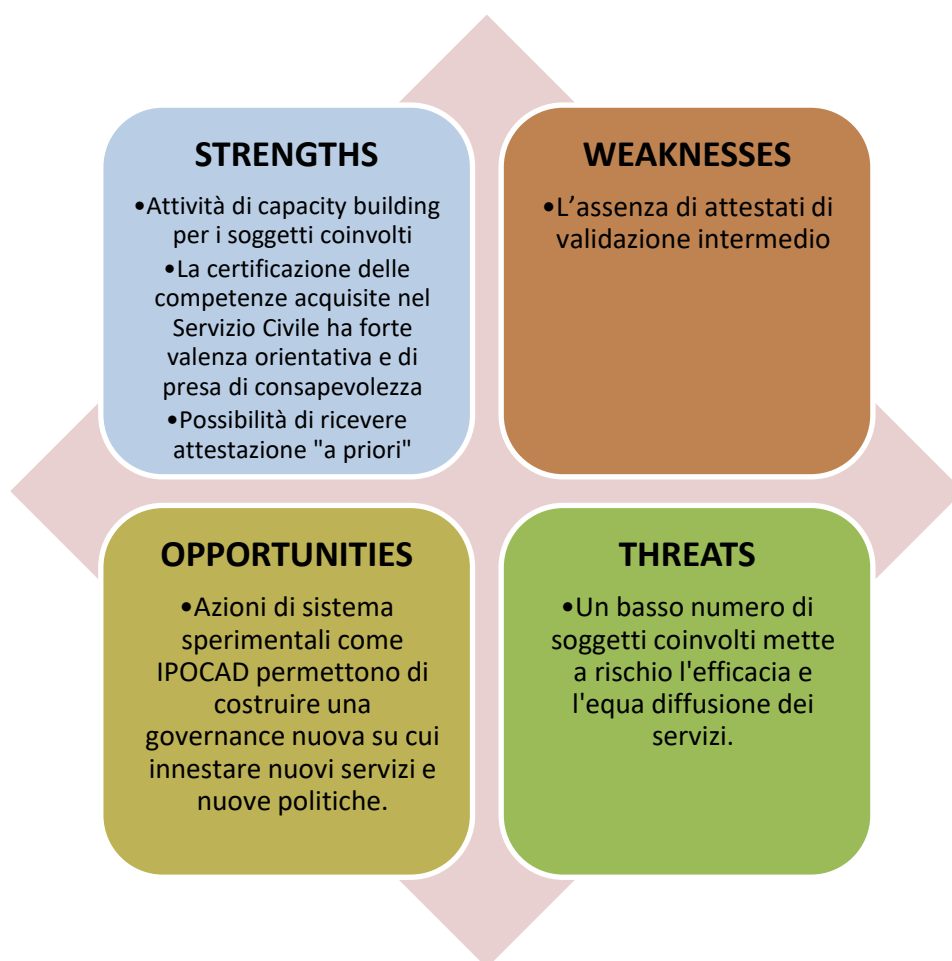 STRENGTHS
•Attività di capacity building
per i soggetti coinvolti
•La certificazione delle
competenze acquisite nel
Servizio Civile ha forte
valenza orientativa e di
presa di consapevolezza
•Possibilità di ricevere
attestazione "a priori"
WEAKNESSES
•L’assenza di attestati di
validazione intermedio
OPPORTUNITIES
•Azioni di sistema
sperimentali come
IPOCAD permettono di
costruire una
governance nuova su cui
innestare nuovi servizi e
nuove politiche.
THREATS
•Un basso numero di
soggetti coinvolti mette
a rischio l'efficacia e
l'equa diffusione dei
servizi.